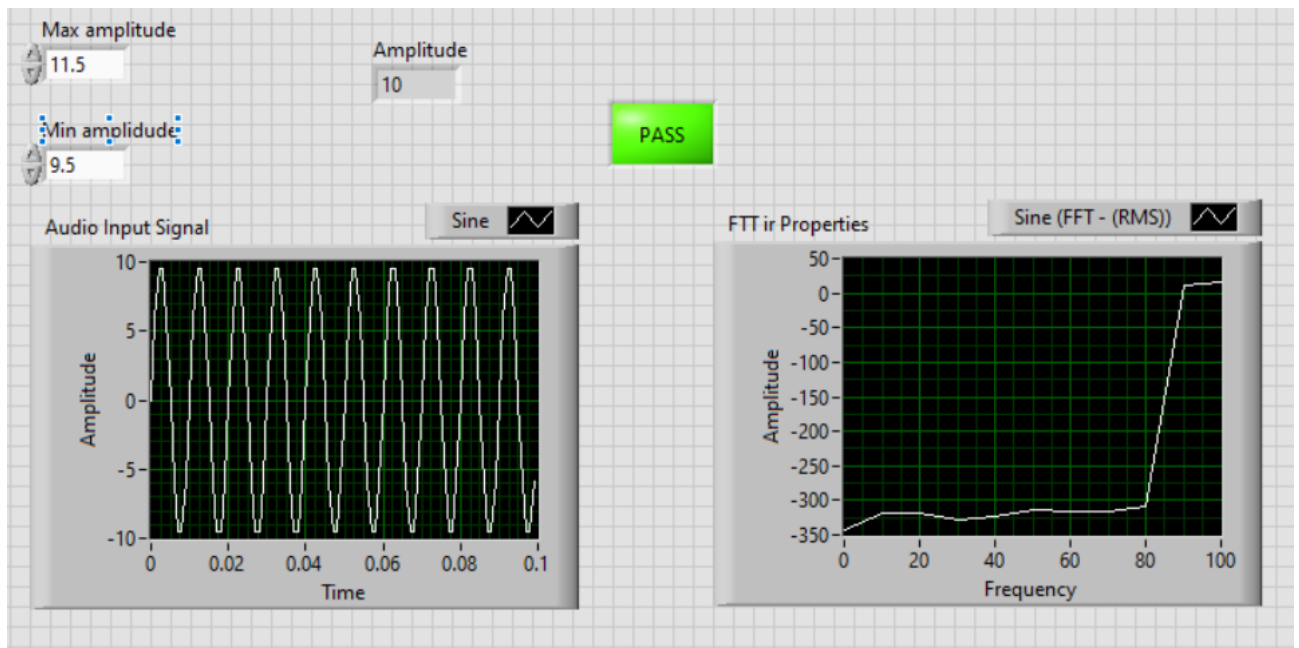 Max amplitude
11.5
Amplitude
10
Min amplidude
9.5
PASS
Audio Input Signal
Sine
10
5
0
-5
-10
Amplitude
0
0.02
0.04
0.06
0.08
0.1
Time
FTT ir Properties
Sine (FFT - (RMS))
50
0
-50
-100
-150
-200
-250
-300
-350
Amplitude
0
20
40
60
80
100
Frequency